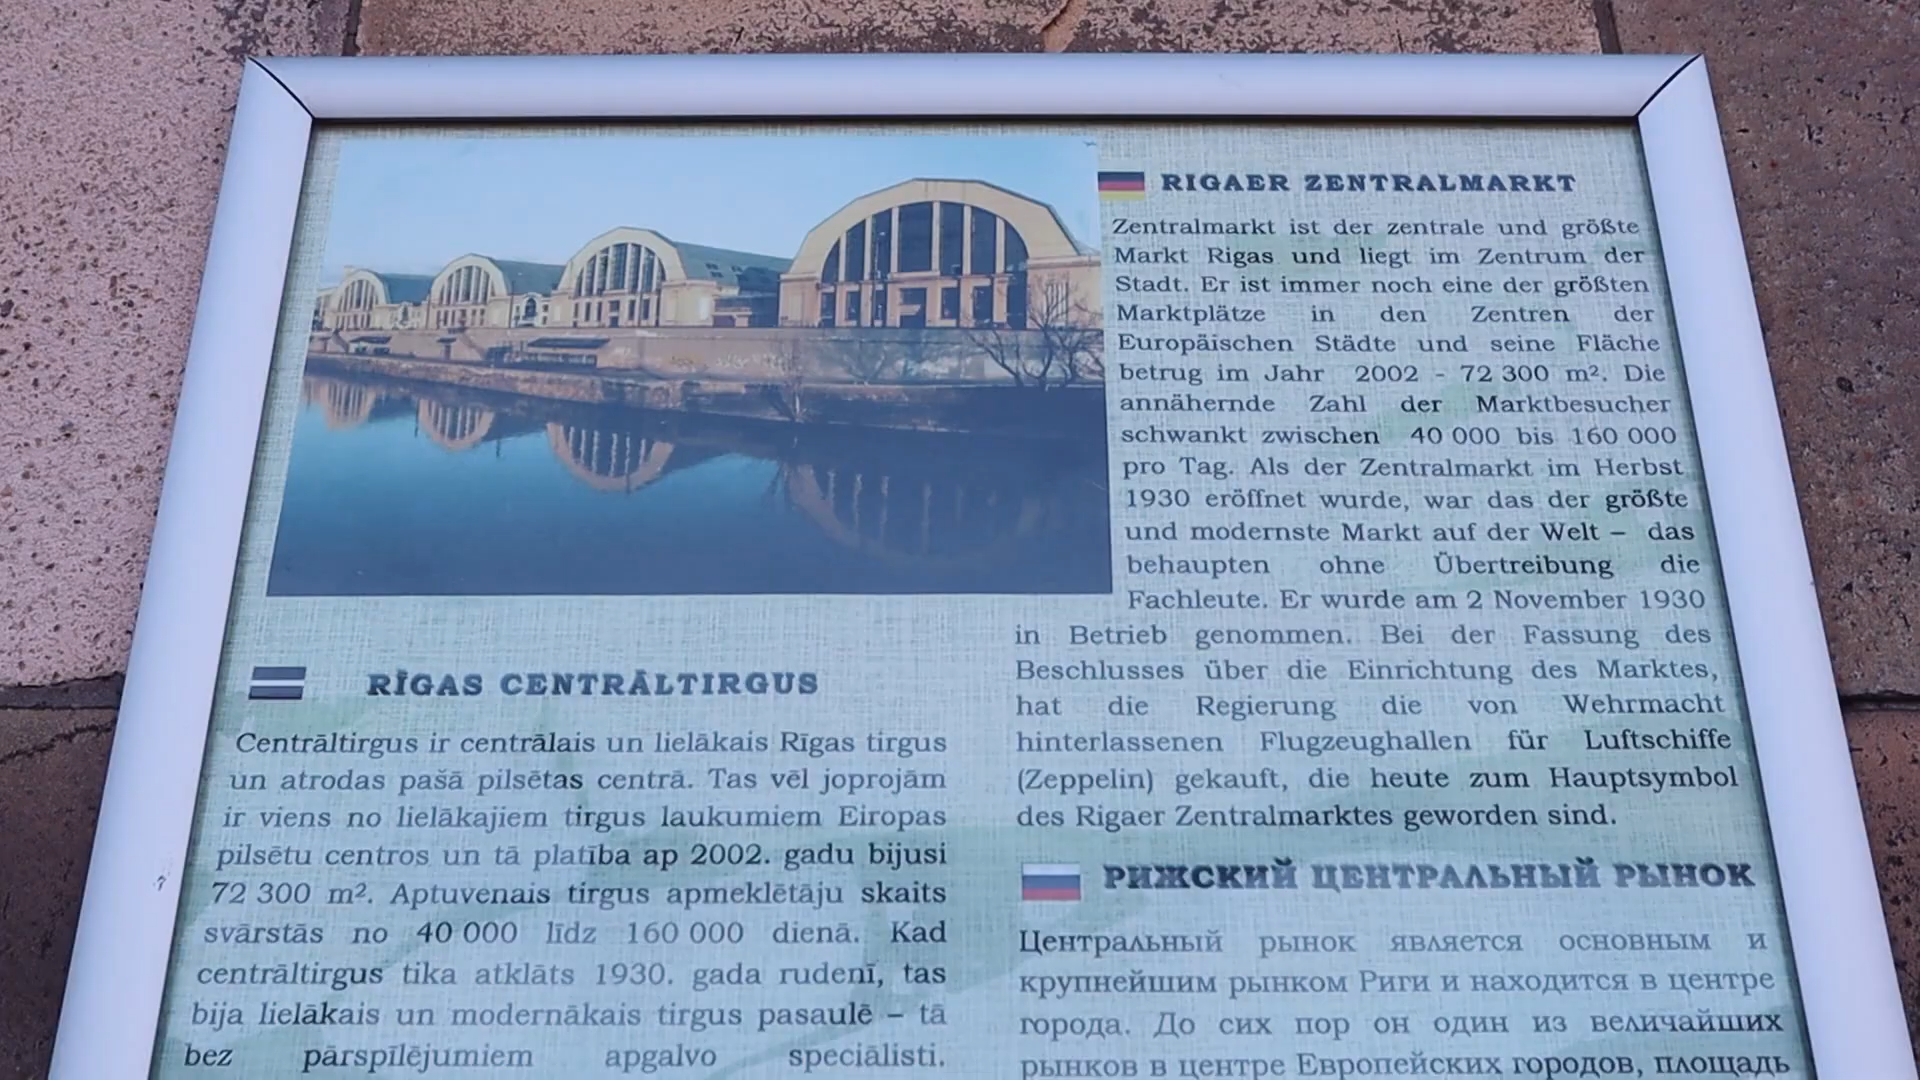 RIGAER ZENTRALMARKT
Zentralmarkt ist der zentrale und größte
Markt Rigas und liegt im Zentrum der
Stadt. Er ist immer noch eine der größten
Marktplätze in den Zentren der
Europäischen Städte und seine Fläche
betrug im Jahr 2002 - 72 300 m². Die
annähernde Zahl der Marktbesucher
schwankt zwischen 40 000 bis 160 000
pro Tag. Als der Zentralmarkt im Herbst
1930 eröffnet wurde, war das der größte
und modernste Markt auf der Welt – das
behaupten ohne Übertreibung die
Fachleute. Er wurde am 2 November 1930
in Betrieb genommen. Bei der Fassung des
Beschlusses über die Einrichtung des Marktes,
hat die Regierung die von Wehrmacht
hinterlassenen Flugzeughallen für Luftschiffe
(Zeppelin) gekauft, die heute zum Hauptsymbol
des Rigaer Zentralmarktes geworden sind.
RĪGAS CENTRĀLTIRGUS
Centrāltirgus ir centrālais un lielākais Rīgas tirgus
un atrodas pašā pilsētas centrā. Tas vēl joprojām
ir viens no lielākajiem tirgus laukumiem Eiropas
pilsētu centros un tā platība ap 2002. gadu bijusi
72 300 m². Aptuvenais tirgus apmeklētāju skaits
svārstās no 40 000 līdz 160 000 dienā. Kad
centrāltirgus tika atklāts 1930. gada rudenī, tas
bija lielākais un modernākais tirgus pasaulē – tā
bez pārspīlējumiem apgalvo speciālisti.
РИЖСКИЙ ЦЕНТРАЛЬНЫЙ РЫНОК
Центральный рынок является основным и
крупнейшим рынком Риги и находится в центре
города. До сих пор он один из величайших
рынков в центре Европейских городов, площадь